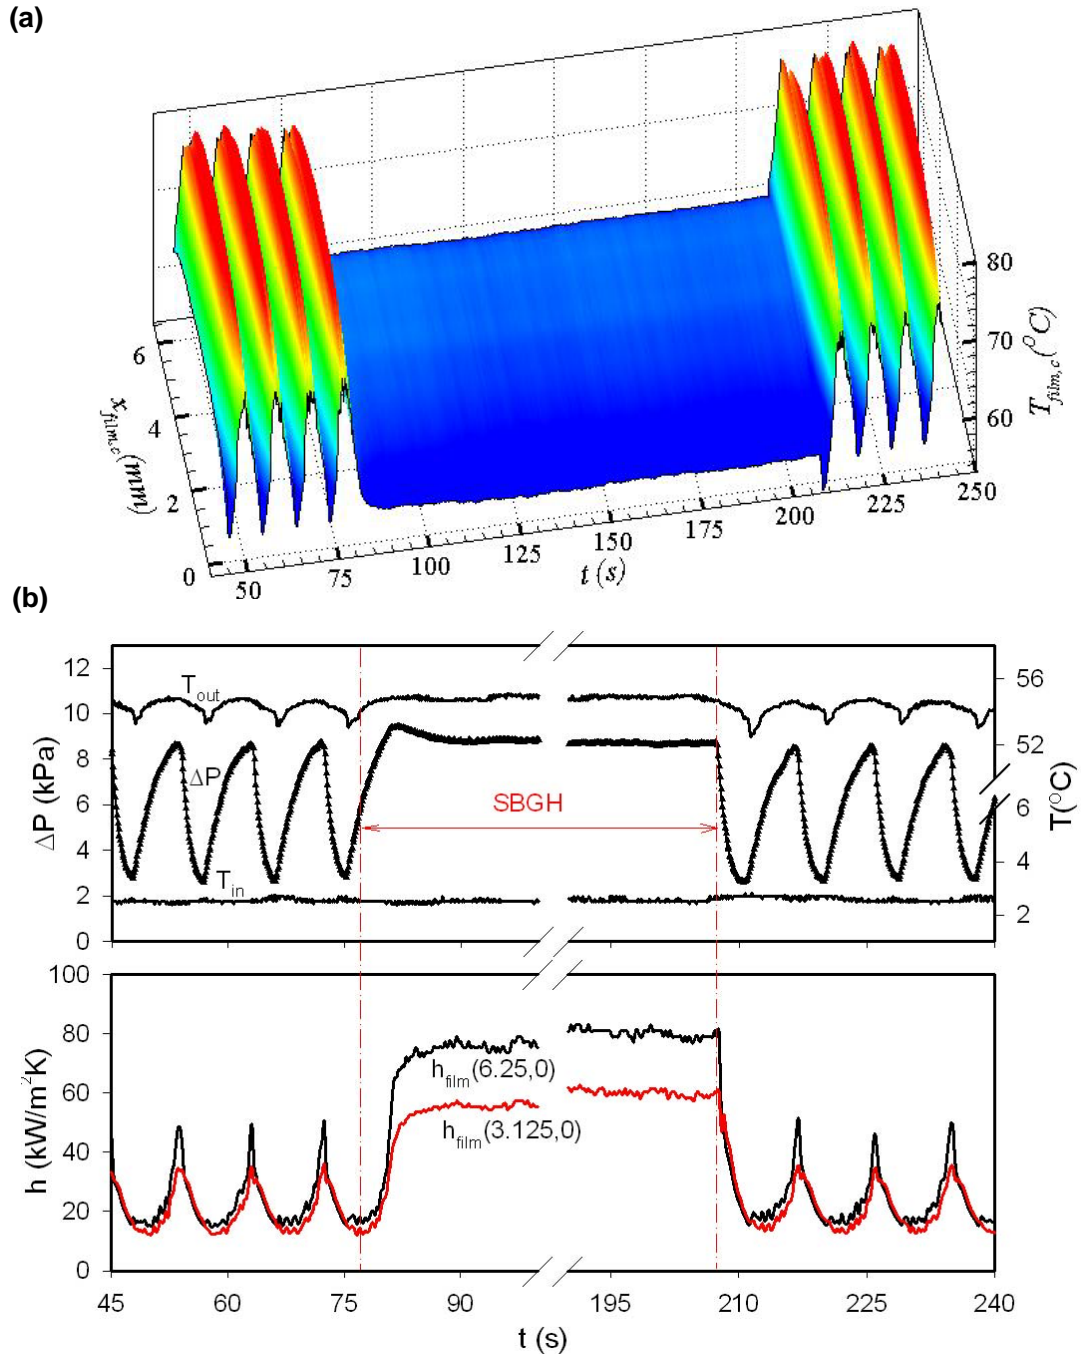 (a)
80
70
60
T_film,c (°C)
6
4
2
0
x_film,c (mm)
50
75
100
125
150
175
200
225
250
t (s)
(b)
12
10
8
6
4
2
0
ΔP (kPa)
T_out
ΔP
SBGH
T_in
56
52
6
4
2
T(°C)
100
80
60
40
20
0
h (kW/m²K)
h_film(6.25,0)
h_film(3.125,0)
45 60 75 90 195 210 225 240
t (s)